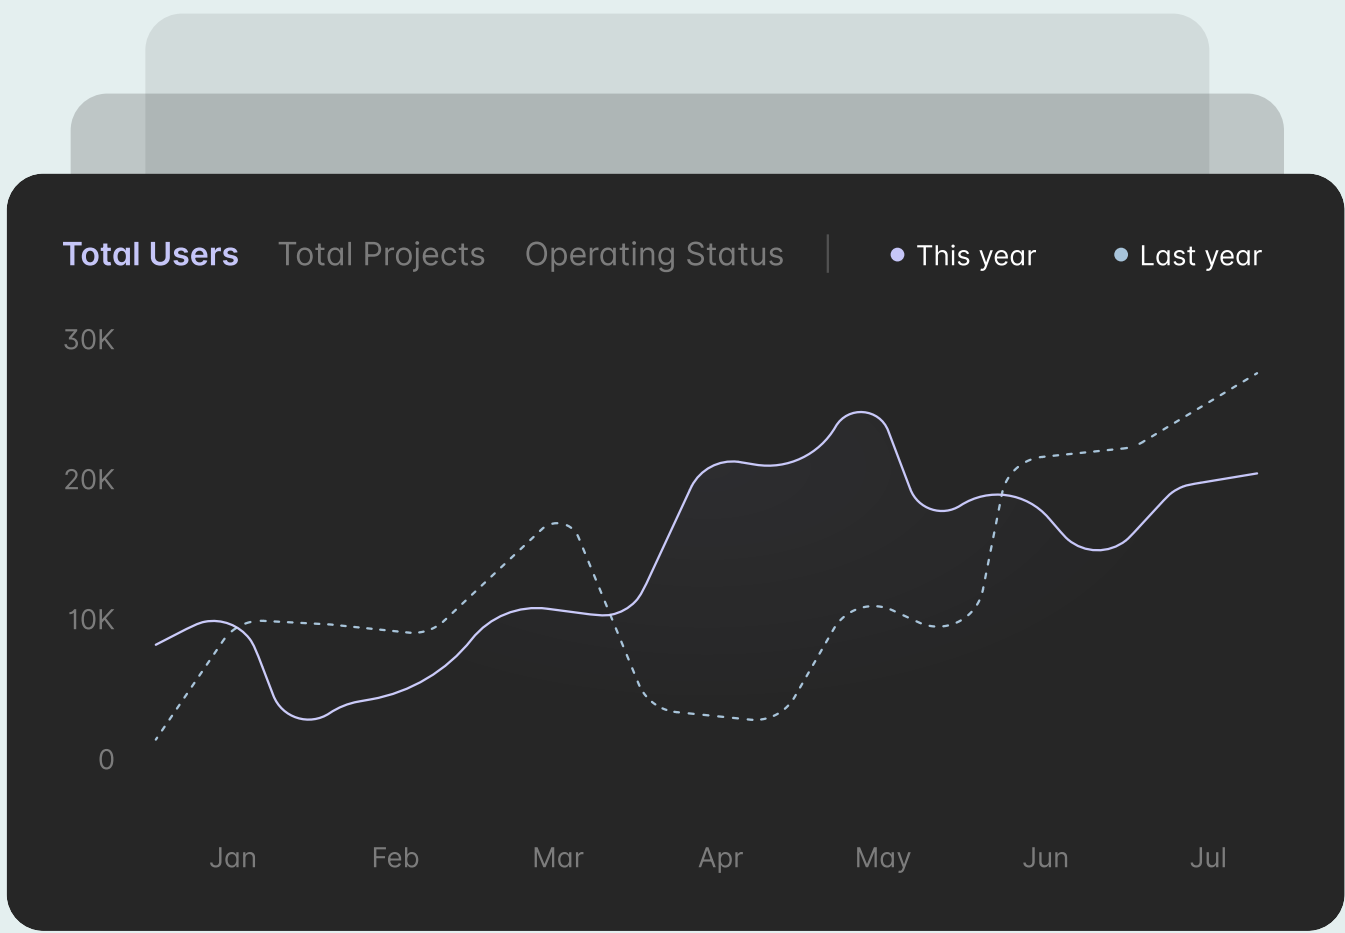 Total Users Total Projects Operating Status This year Last year
30K
20K
10K
0
Jan Feb Mar Apr May Jun Jul